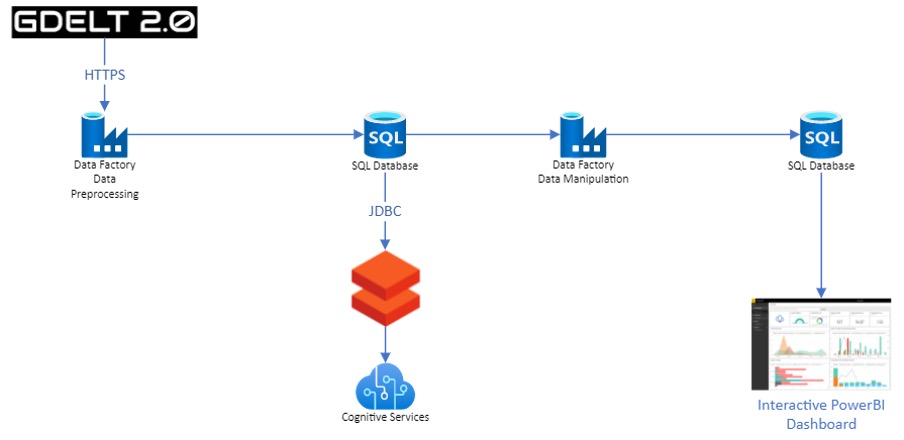 GDELT 2.0
HTTPS
Data Factory
Data
Preprocessing
SQL
SQL Database
Data Factory
Data Manipulation
SQL
SQL Database
JDBC
Cognitive Services
Interactive PowerBI
Dashboard